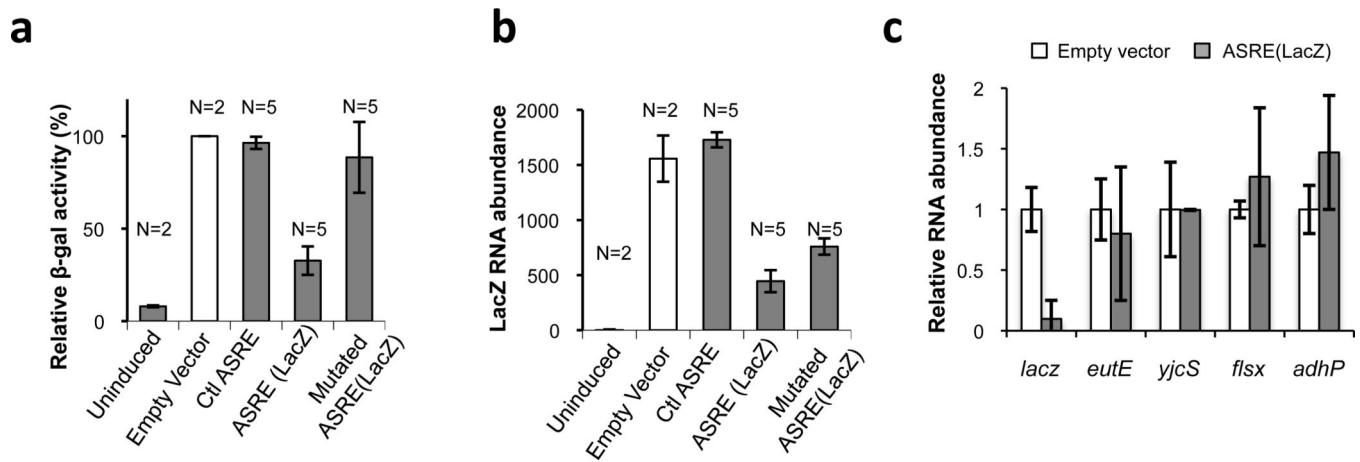 a
Relative β-gal activity (%)
100
50
0
N=2
N=2
N=5
N=5
N=5
Uninduced
Empty Vector
Ctl ASRE
ASRE (LacZ)
Mutated
ASRE(LacZ)
b
LacZ RNA abundance
2000
1500
1000
500
0
N=2
N=2
N=5
N=5
N=5
Uninduced
Empty Vector
Ctl ASRE
ASRE (LacZ)
Mutated
ASRE(LacZ)
c
Empty vector
ASRE(LacZ)
Relative RNA abundance
2
1.5
1
0.5
0
lacz
eutE
yjcS
flsx
adhP